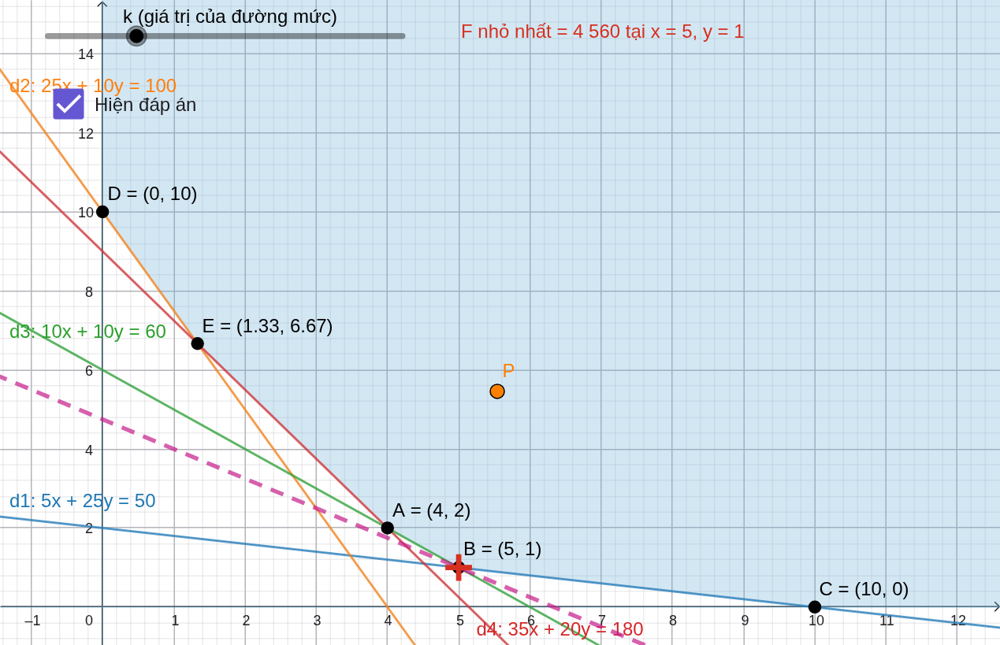 k (giá trị của đường mức)
F nhỏ nhất = 4 560 tại x = 5, y = 1
14
d2: 25x + 10y = 100
Hiện đáp án
12
D = (0, 10)
10
8
E = (1.33, 6.67)
d3: 10x + 10y = 60
6
P
4
d1: 5x + 25y = 50
A = (4, 2)
2
B = (5, 1)
C = (10, 0)
–1 0 1 2 3 4 5 6 7 8 9 10 11 12
d4: 35x + 20y = 180